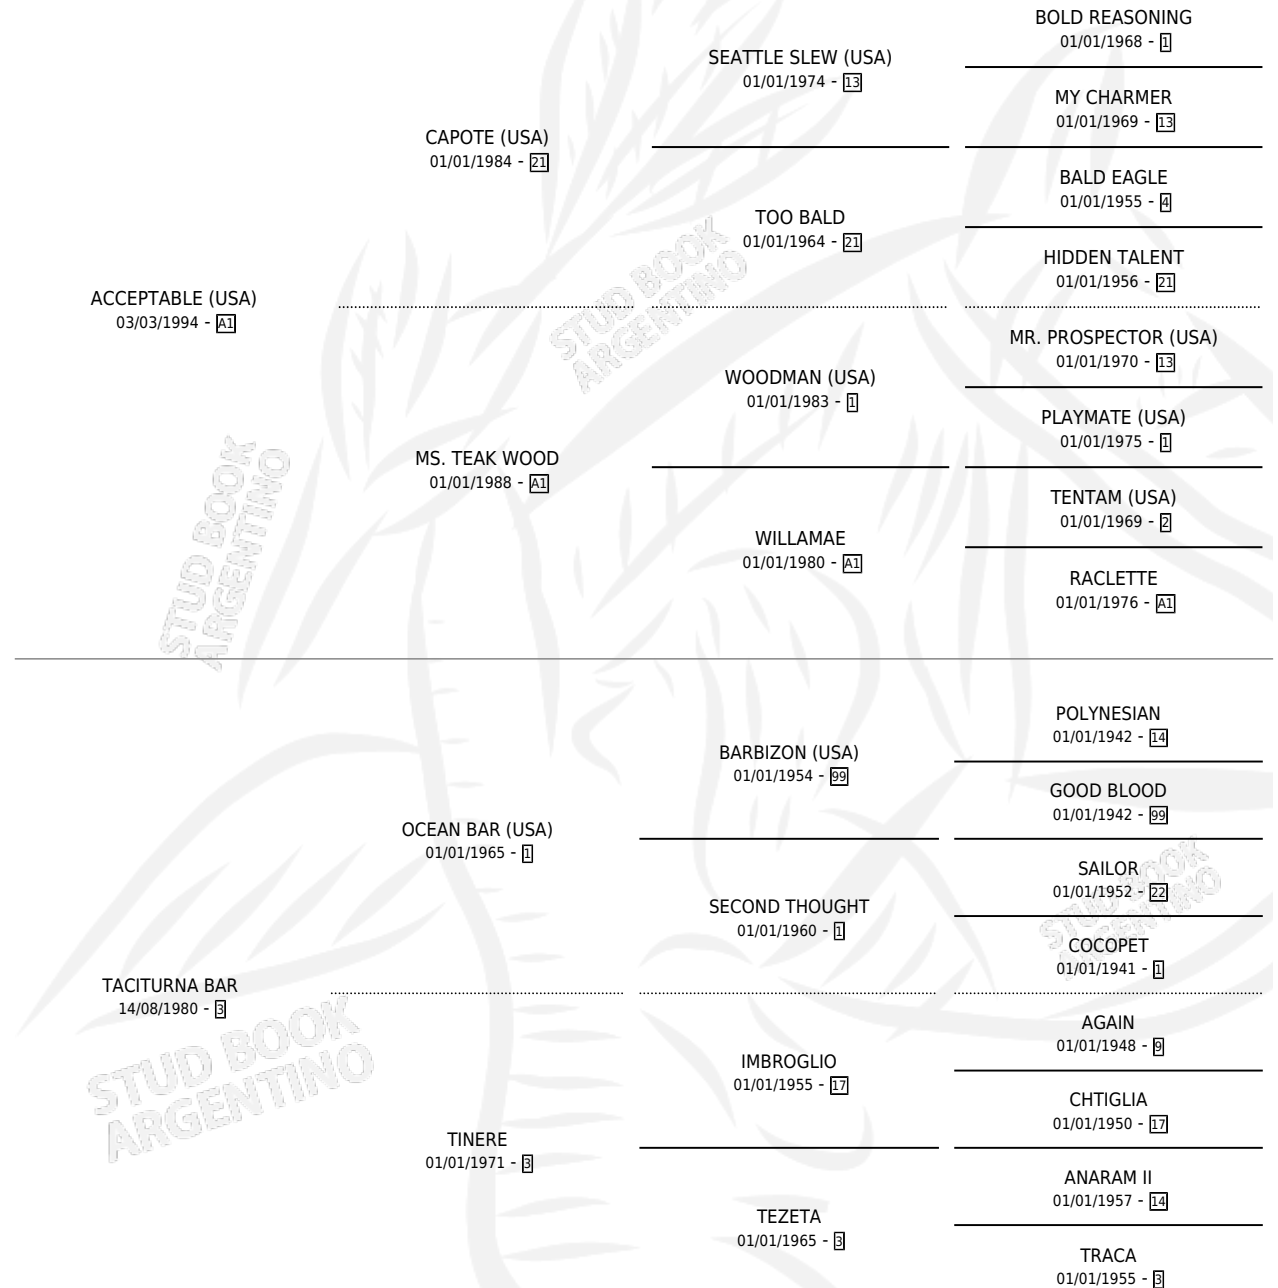 BOLD REASONING
01/01/1968 - 1
SEATTLE SLEW (USA)
01/01/1974 - 13
MY CHARMER
01/01/1969 - 13
CAPOTE (USA)
01/01/1984 - 21
BALD EAGLE
01/01/1955 - 4
TOO BALD
01/01/1964 - 21
HIDDEN TALENT
01/01/1956 - 21
ACCEPTABLE (USA)
03/03/1994 - A1
MR. PROSPECTOR (USA)
01/01/1970 - 13
WOODMAN (USA)
01/01/1983 - 1
PLAYMATE (USA)
01/01/1975 - 1
MS. TEAK WOOD
01/01/1988 - A1
TENTAM (USA)
01/01/1969 - 2
WILLAMAE
01/01/1980 - A1
RACLETTE
01/01/1976 - A1
POLYNESIAN
01/01/1942 - 14
BARBIZON (USA)
01/01/1954 - 99
GOOD BLOOD
01/01/1942 - 99
OCEAN BAR (USA)
01/01/1965 - 1
SAILOR
01/01/1952 - 22
SECOND THOUGHT
01/01/1960 - 1
COCOPET
01/01/1941 - 1
TACITURNA BAR
14/08/1980 - 3
AGAIN
01/01/1948 - 9
IMBROGLIO
01/01/1955 - 17
CHTIGLIA
01/01/1950 - 17
TINERE
01/01/1971 - 3
ANARAM II
01/01/1957 - 14
TEZETA
01/01/1965 - 3
TRACA
01/01/1955 - 3
STUD BOOK
ARGENTINO
STUD BOOK
ARGENTINO
STUD BOOK
ARGENTINO
STUD BOOK
ARGENTINO